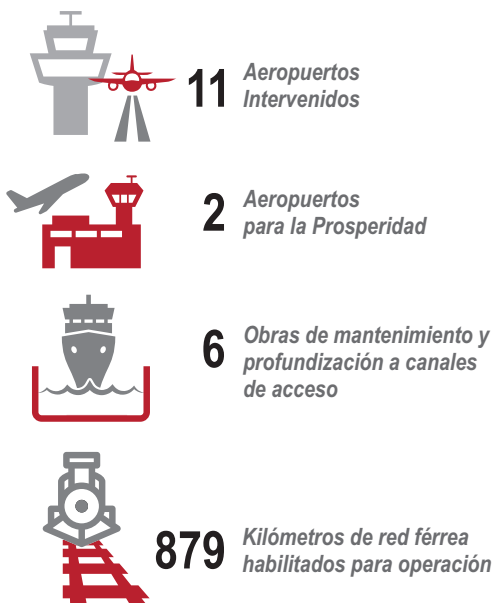 11 Aeropuertos
Intervenidos
2 Aeropuertos
para la Prosperidad
6 Obras de mantenimiento y
profundización a canales
de acceso
879 Kilómetros de red férrea
habilitados para operación